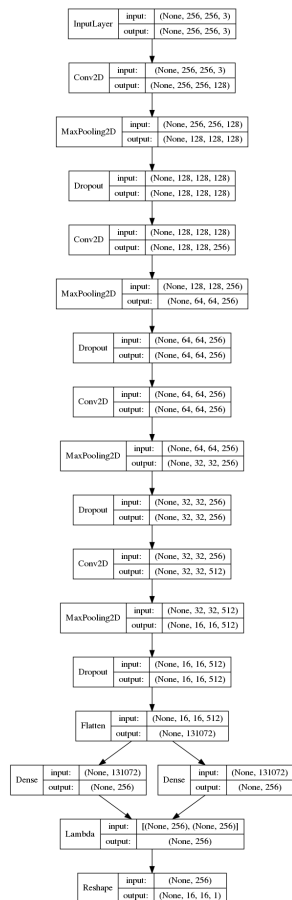 InputLayer input: (None, 256, 256, 3)
output: (None, 256, 256, 3)
Conv2D input: (None, 256, 256, 3)
output: (None, 256, 256, 128)
MaxPooling2D input: (None, 256, 256, 128)
output: (None, 128, 128, 128)
Dropout input: (None, 128, 128, 128)
output: (None, 128, 128, 128)
Conv2D input: (None, 128, 128, 128)
output: (None, 128, 128, 256)
MaxPooling2D input: (None, 128, 128, 256)
output: (None, 64, 64, 256)
Dropout input: (None, 64, 64, 256)
output: (None, 64, 64, 256)
Conv2D input: (None, 64, 64, 256)
output: (None, 64, 64, 256)
MaxPooling2D input: (None, 64, 64, 256)
output: (None, 32, 32, 256)
Dropout input: (None, 32, 32, 256)
output: (None, 32, 32, 256)
Conv2D input: (None, 32, 32, 256)
output: (None, 32, 32, 512)
MaxPooling2D input: (None, 32, 32, 512)
output: (None, 16, 16, 512)
Dropout input: (None, 16, 16, 512)
output: (None, 16, 16, 512)
Flatten input: (None, 16, 16, 512)
output: (None, 131072)
Dense input: (None, 131072)
output: (None, 256)
Dense input: (None, 131072)
output: (None, 256)
Lambda input: [(None, 256), (None, 256)]
output: (None, 256)
Reshape input: (None, 256)
output: (None, 16, 16, 1)